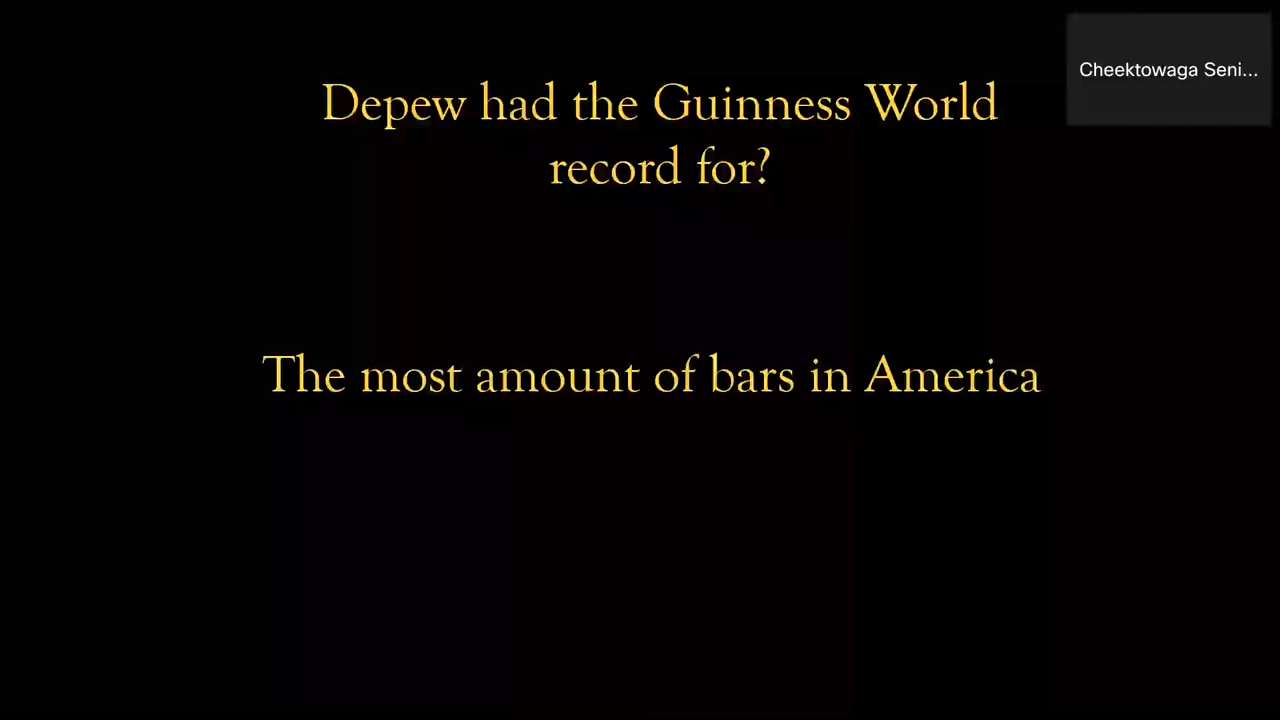 Cheektowaga Seni...
Depew had the Guinness World
record for?
The most amount of bars in America